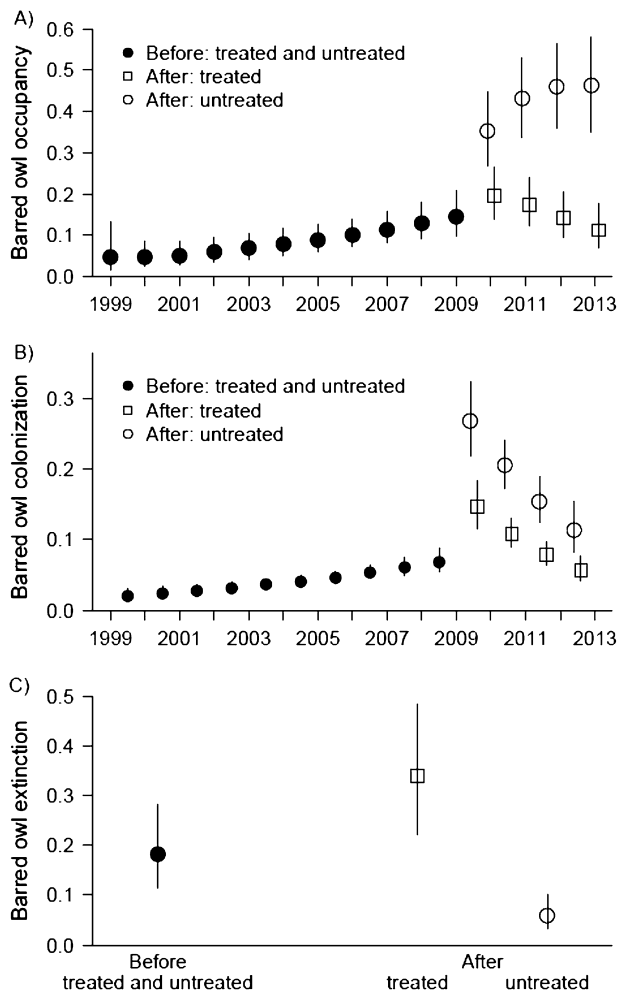 A)
Barred owl occupancy
0.6
0.5
0.4
0.3
0.2
0.1
0.0
Before: treated and untreated
After: treated
After: untreated
1999 2001 2003 2005 2007 2009 2011 2013
B)
Barred owl colonization
0.3
0.2
0.1
0.0
Before: treated and untreated
After: treated
After: untreated
1999 2001 2003 2005 2007 2009 2011 2013
C)
Barred owl extinction
0.5
0.4
0.3
0.2
0.1
0.0
Before After
treated and untreated treated untreated